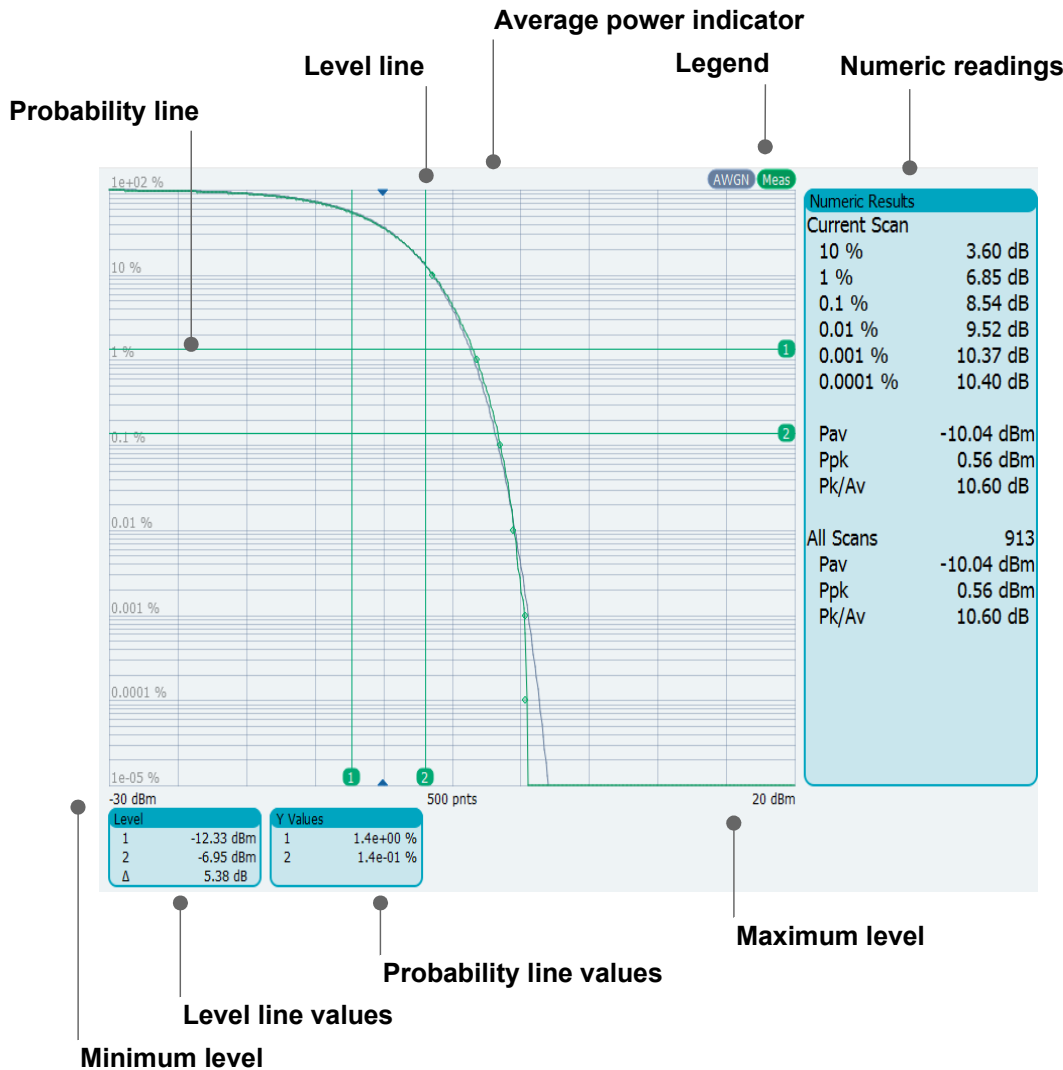 Average power indicator
Level line
Legend
Numeric readings
Probability line
AWGN Meas
1e+02 %
10 %
1 %
0.1 %
0.01 %
0.001 %
0.0001 %
1e-05 %
1
2
1
2
-30 dBm
500 pnts
20 dBm
Numeric Results
Current Scan
10 % 3.60 dB
1 % 6.85 dB
0.1 % 8.54 dB
0.01 % 9.52 dB
0.001 % 10.37 dB
0.0001 % 10.40 dB
Pav -10.04 dBm
Ppk 0.56 dBm
Pk/Av 10.60 dB
All Scans 913
Pav -10.04 dBm
Ppk 0.56 dBm
Pk/Av 10.60 dB
Level
1 -12.33 dBm
2 -6.95 dBm
Δ 5.38 dB
Y Values
1 1.4e+00 %
2 1.4e-01 %
Maximum level
Probability line values
Level line values
Minimum level